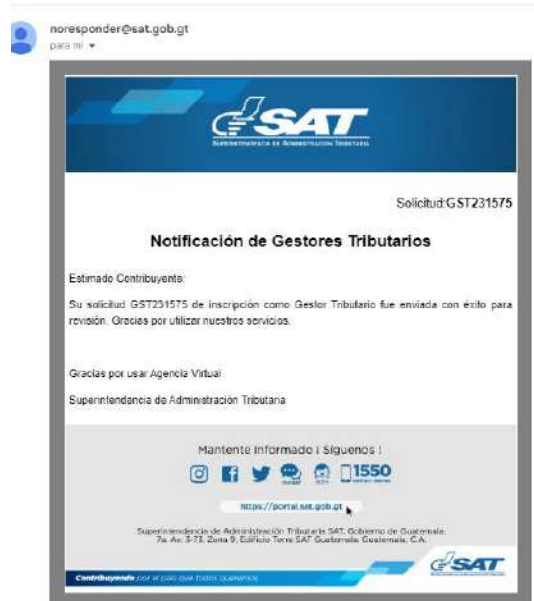 noresponder@sat.gob.gt
para mí
SAT
SUPERINTENDENCIA DE ADMINISTRACIÓN TRIBUTARIA
Solicitud:GST231575
Notificación de Gestores Tributarios
Estimado Contribuyente:
Su solicitud GST231575 de inscripción como Gestor Tributario fue enviada con éxito para
revisión. Gracias por utilizar nuestros servicios.
Gracias por usar Agencia Virtual
Superintendencia de Administración Tributaria
Mantente Informado ¡ Síguenos !
1550
https://portal.sat.gob.gt
Superintendencia de Administración Tributaria SAT, Gobierno de Guatemala.
7a. Av. 3-73, Zona 9, Edificio Torre SAT Guatemala, Guatemala, C.A.
SAT
Contribuyendo por el país que todos queremos